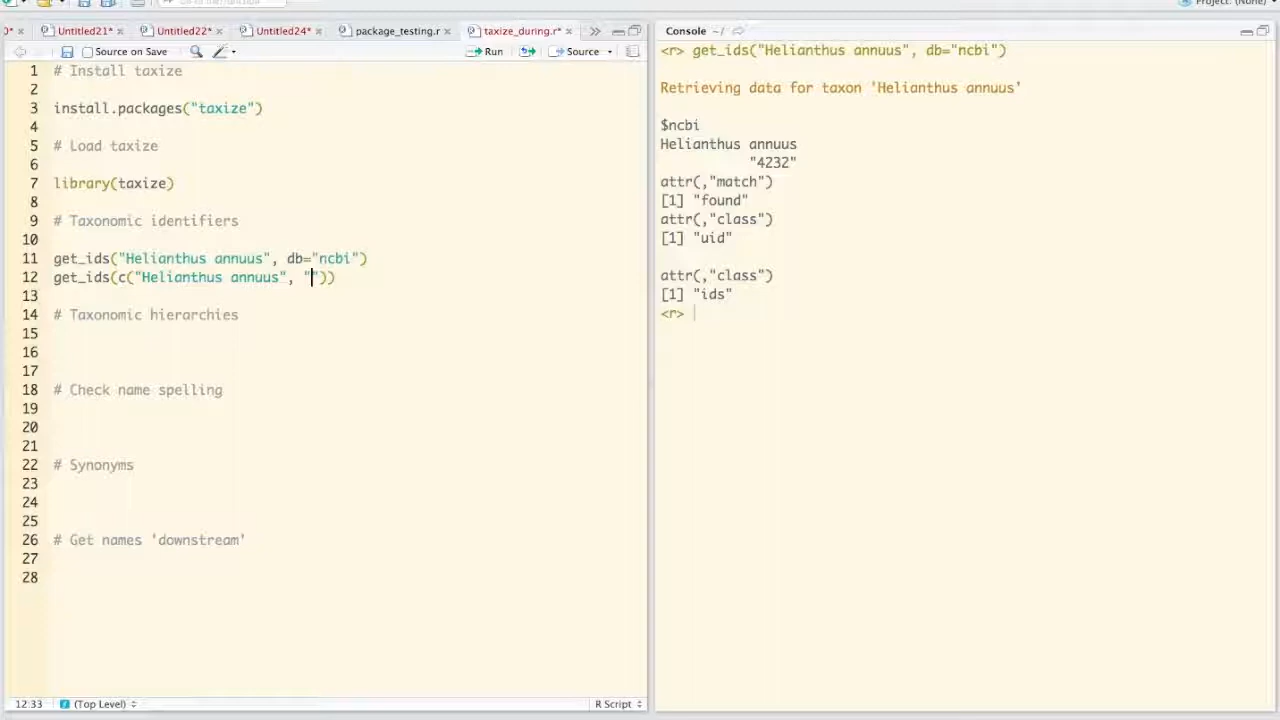 Project: (None)
Untitled21*
Untitled22*
Untitled24*
package_testing.r
taxize_during.r*
Source on Save
Run
Source
1 # Install taxize
2
3 install.packages("taxize")
4
5 # Load taxize
6
7 library(taxize)
8
9 # Taxonomic identifiers
10
11 get_ids("Helianthus annuus", db="ncbi")
12 get_ids(c("Helianthus annuus", ""))
13
14 # Taxonomic hierarchies
15
16
17
18 # Check name spelling
19
20
21
22 # Synonyms
23
24
25
26 # Get names 'downstream'
27
28
12:33 (Top Level) R Script
Console ~/
<r> get_ids("Helianthus annuus", db="ncbi")
Retrieving data for taxon 'Helianthus annuus'
$ncbi
Helianthus annuus
"4232"
attr(,"match")
[1] "found"
attr(,"class")
[1] "uid"
attr(,"class")
[1] "ids"
<r>